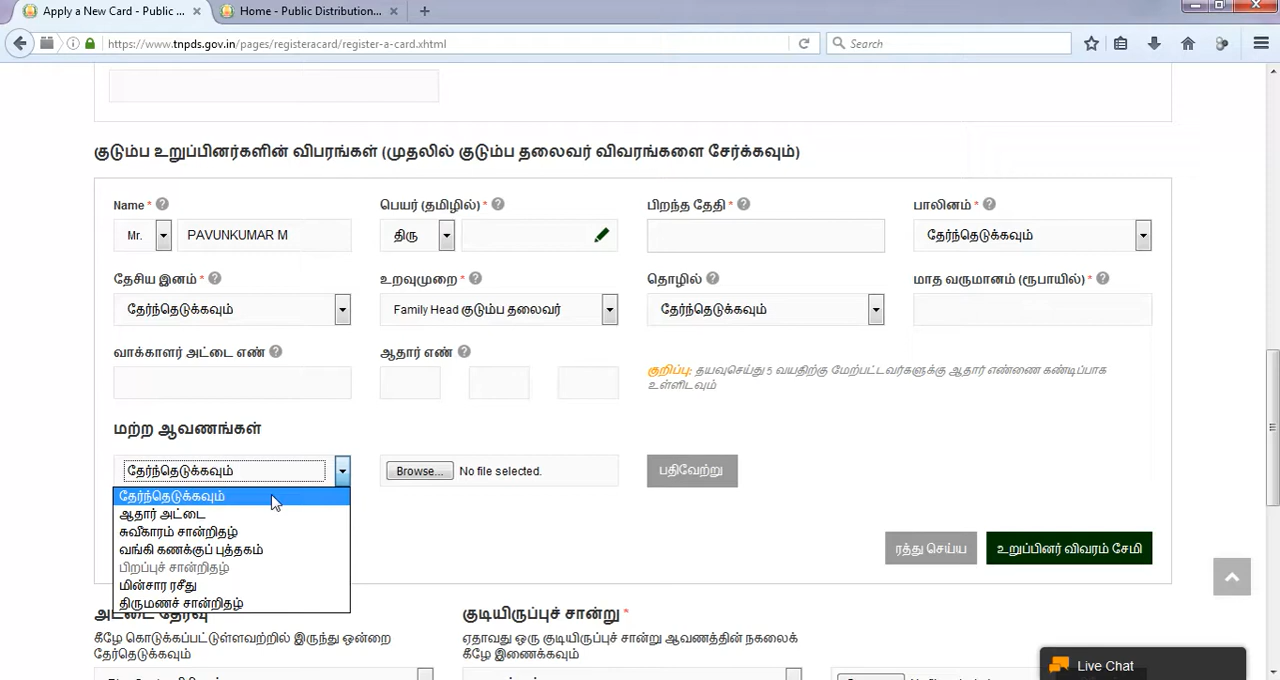 Apply a New Card - Public ... × Home - Public Distribution... × +
https://www.tnpds.gov.in/pages/registeracard/register-a-card.xhtml Search
குடும்ப உறுப்பினர்களின் விபரங்கள் (முதலில் குடும்ப தலைவர் விவரங்களை சேர்க்கவும்)
Name * பெயர் (தமிழில்) * பிறந்த தேதி * பாலினம் *
Mr. PAVUNKUMAR M திரு தேர்ந்தெடுக்கவும்
தேசிய இனம் * உறவுமுறை * தொழில் மாத வருமானம் (ரூபாயில்) *
தேர்ந்தெடுக்கவும் Family Head குடும்ப தலைவர் தேர்ந்தெடுக்கவும்
வாக்காளர் அட்டை எண் ஆதார் எண்
குறிப்பு: தயவுசெய்து 5 வயதிற்கு மேற்பட்டவர்களுக்கு ஆதார் எண்ணை கண்டிப்பாக
உள்ளிடவும்
மற்ற ஆவணங்கள்
தேர்ந்தெடுக்கவும் Browse... No file selected. பதிவேற்று
தேர்ந்தெடுக்கவும்
ஆதார் அட்டை
சுவீகாரம் சான்றிதழ்
வங்கி கணக்குப் புத்தகம்
பிறப்புச் சான்றிதழ்
மின்சார ரசீது
திருமணச் சான்றிதழ்
ரத்து செய்ய உறுப்பினர் விவரம் சேமி
அட்டை தேர்வு குடியிருப்புச் சான்று *
கீழே கொடுக்கப்பட்டுள்ளவற்றில் இருந்து ஒன்றை ஏதாவது ஒரு குடியிருப்புச் சான்று ஆவணத்தின் நகலைக்
தேர்தெடுக்கவும் கீழே இணைக்கவும்
Live Chat